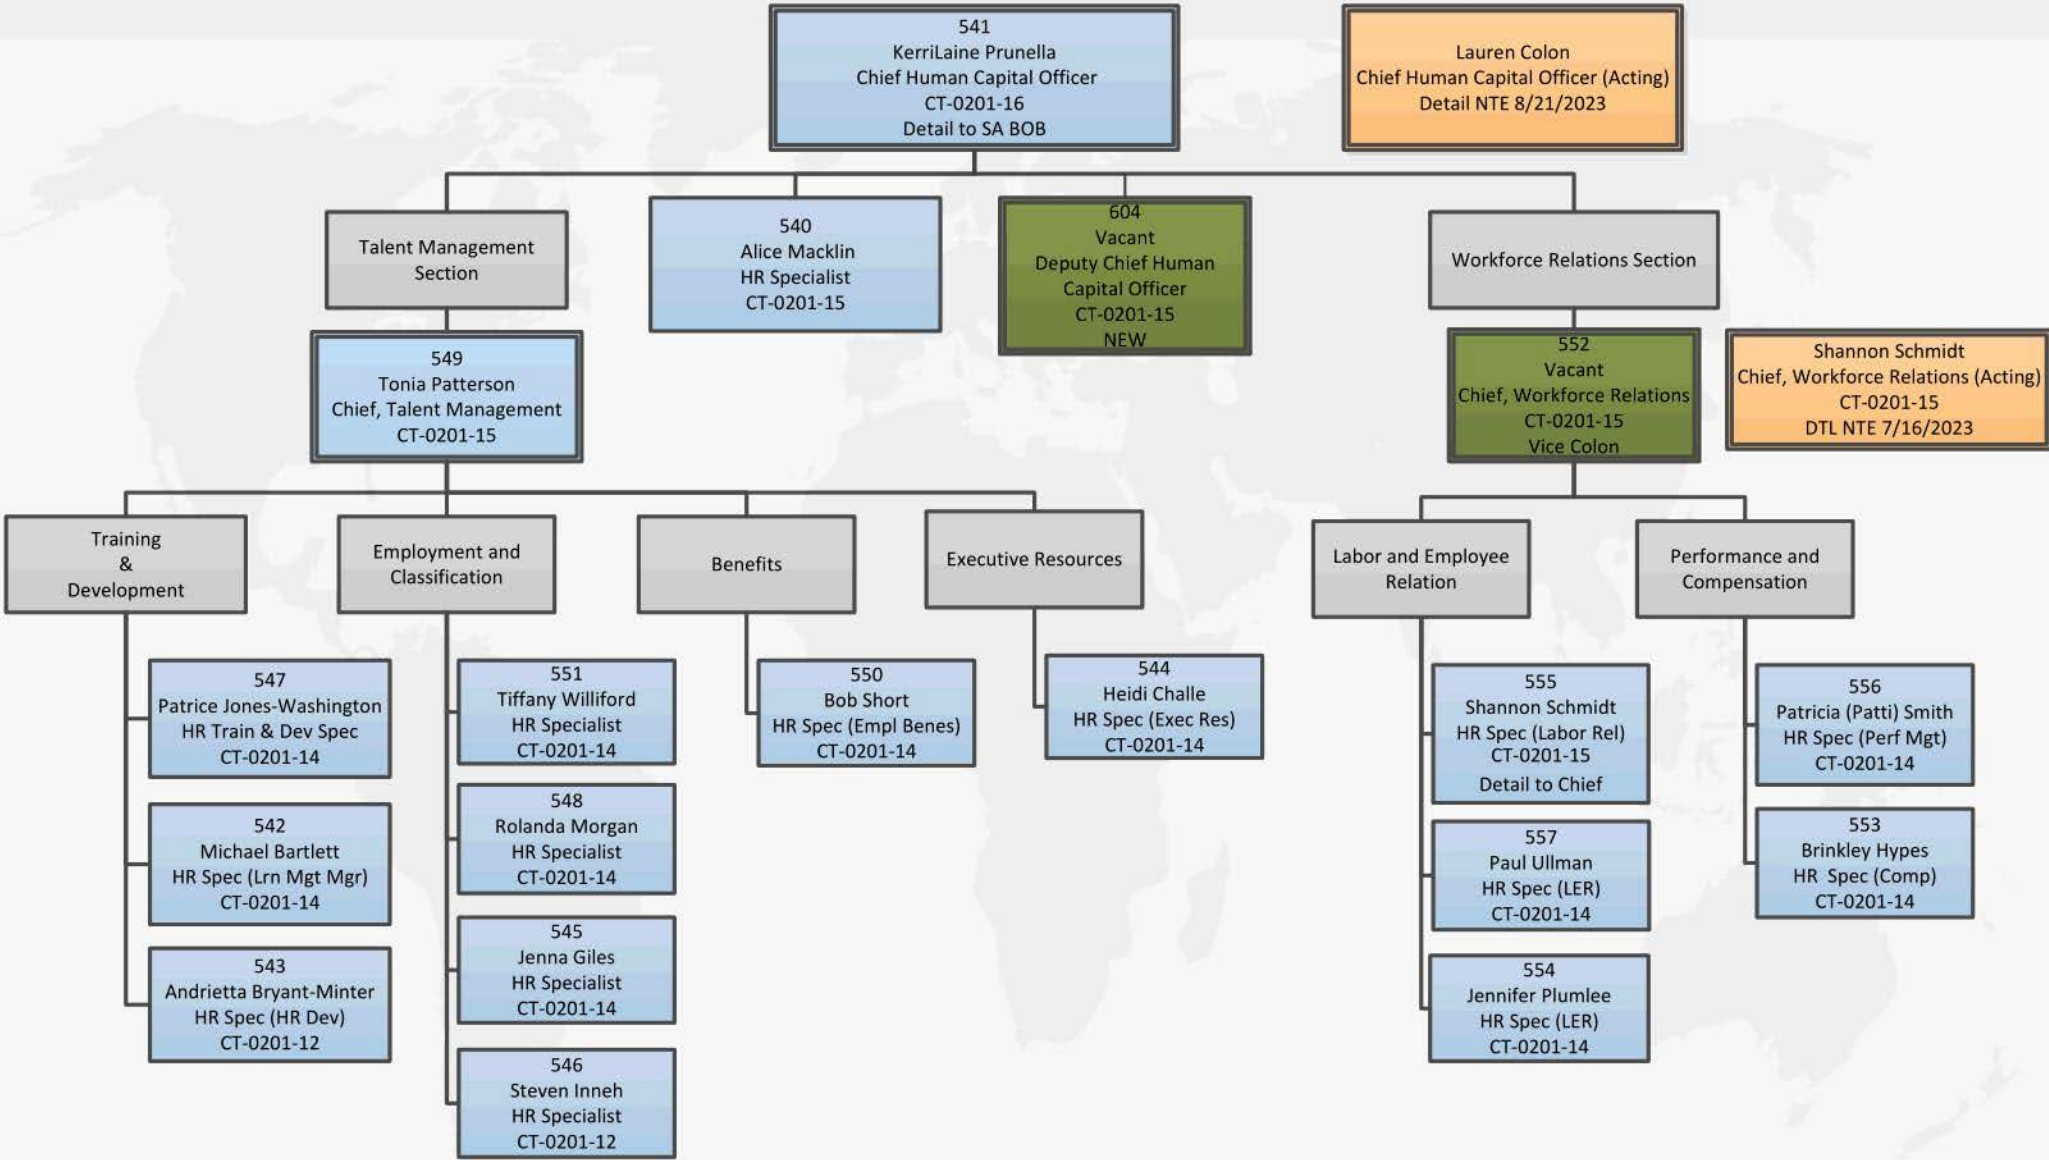 541
KerriLaine Prunella
Chief Human Capital Officer
CT-0201-16
Detail to SA BOB
Lauren Colon
Chief Human Capital Officer (Acting)
Detail NTE 8/21/2023
Talent Management
Section
540
Alice Macklin
HR Specialist
CT-0201-15
604
Vacant
Deputy Chief Human
Capital Officer
CT-0201-15
NEW
Workforce Relations Section
549
Tonia Patterson
Chief, Talent Management
CT-0201-15
552
Vacant
Chief, Workforce Relations
CT-0201-15
Vice Colon
Shannon Schmidt
Chief, Workforce Relations (Acting)
CT-0201-15
DTL NTE 7/16/2023
Training
&
Development
Employment and
Classification
Benefits
Executive Resources
Labor and Employee
Relation
Performance and
Compensation
547
Patrice Jones-Washington
HR Train & Dev Spec
CT-0201-14
542
Michael Bartlett
HR Spec (Lrn Mgt Mgr)
CT-0201-14
543
Andrietta Bryant-Minter
HR Spec (HR Dev)
CT-0201-12
551
Tiffany Williford
HR Specialist
CT-0201-14
548
Rolanda Morgan
HR Specialist
CT-0201-14
545
Jenna Giles
HR Specialist
CT-0201-14
546
Steven Inneh
HR Specialist
CT-0201-12
550
Bob Short
HR Spec (Empl Benes)
CT-0201-14
544
Heidi Challe
HR Spec (Exec Res)
CT-0201-14
555
Shannon Schmidt
HR Spec (Labor Rel)
CT-0201-15
Detail to Chief
557
Paul Ullman
HR Spec (LER)
CT-0201-14
554
Jennifer Plumlee
HR Spec (LER)
CT-0201-14
556
Patricia (Patti) Smith
HR Spec (Perf Mgt)
CT-0201-14
553
Brinkley Hypes
HR Spec (Comp)
CT-0201-14